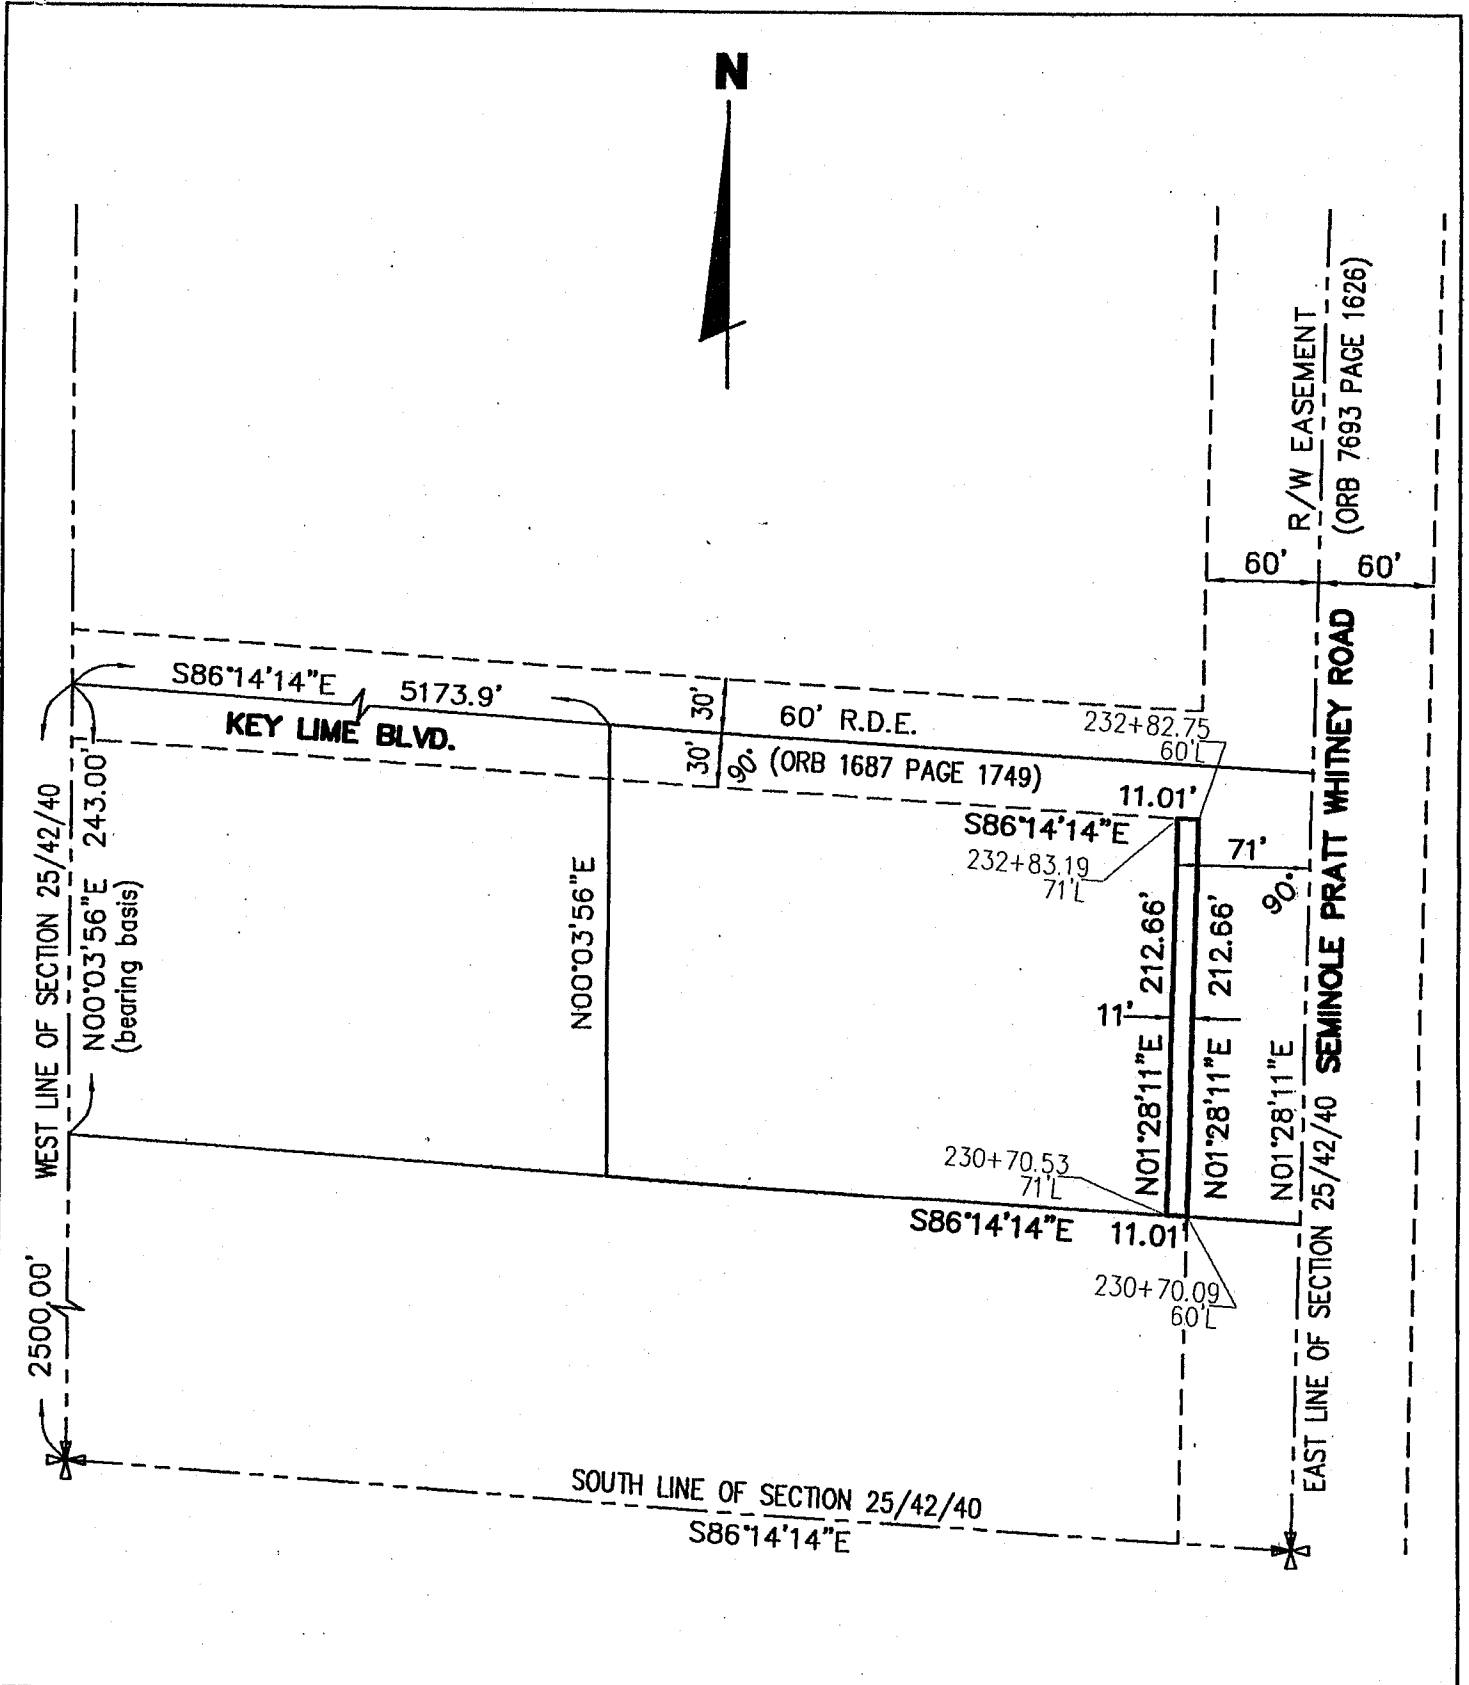 N
R/W EASEMENT
(ORB 7693 PAGE 1626)
60' 60'
S86°14'14"E 5173.9'
KEY LIME BLVD.
30'
30'
90°
60' R.D.E.
(ORB 1687 PAGE 1749)
232+82.75
60'L
11.01'
S86°14'14"E
232+83.19
71'L
71'
90°
WEST LINE OF SECTION 25/42/40
N00°03'56"E 243.00'
(bearing basis)
N00°03'56"E
11'
N01°28'11"E 212.66'
N01°28'11"E 212.66'
N01°28'11"E
SEMINOLE PRATT WHITNEY ROAD
EAST LINE OF SECTION 25/42/40
230+70.53
71'L
S86°14'14"E 11.01'
230+70.09
60'L
2500.00'
SOUTH LINE OF SECTION 25/42/40
S86°14'14"E